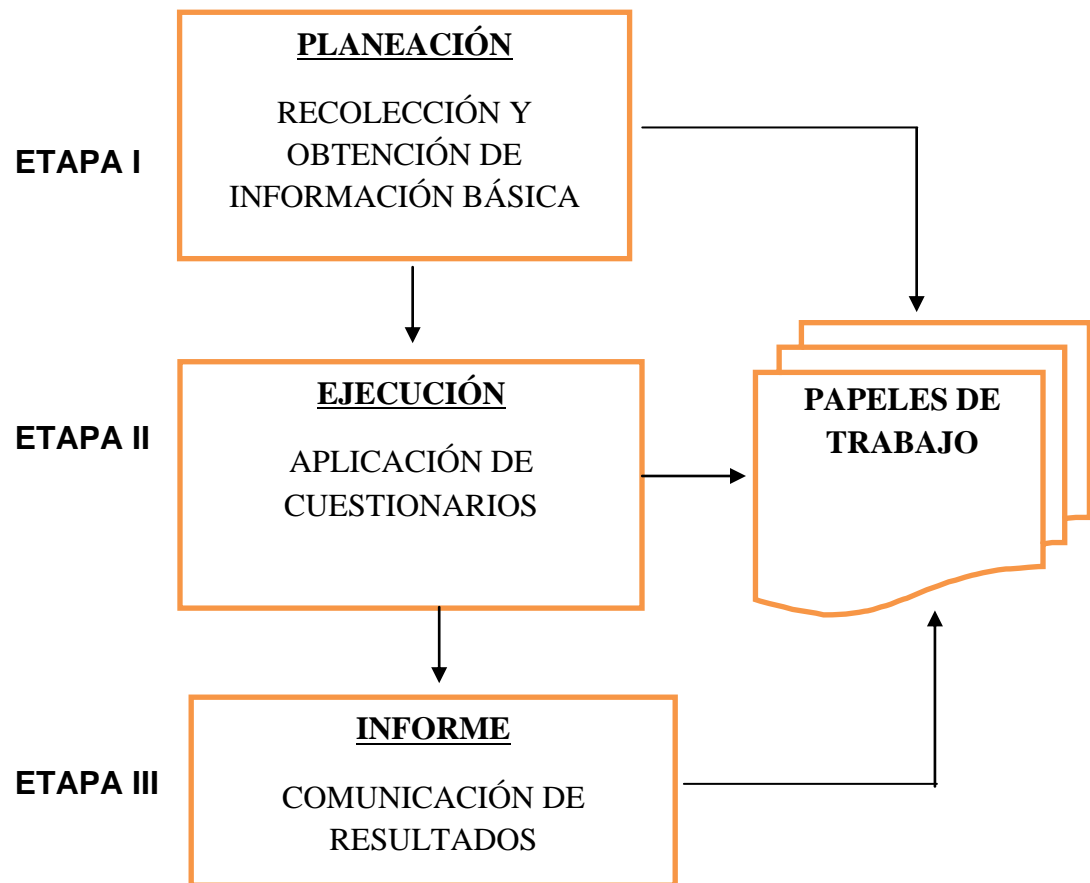 ETAPA I
PLANEACIÓN
RECOLECCIÓN Y
OBTENCIÓN DE
INFORMACIÓN BÁSICA
ETAPA II
EJECUCIÓN
APLICACIÓN DE
CUESTIONARIOS
PAPELES DE
TRABAJO
ETAPA III
INFORME
COMUNICACIÓN DE
RESULTADOS